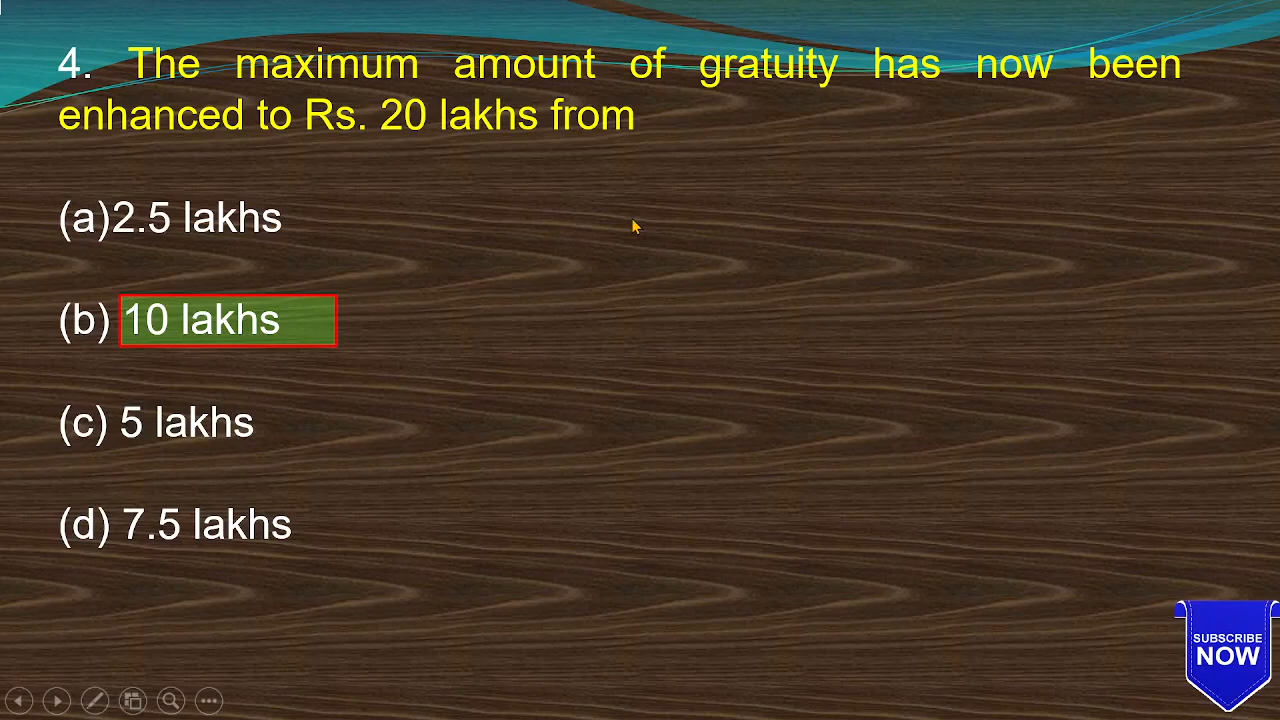 4. The maximum amount of gratuity has now been
enhanced to Rs. 20 lakhs from
(a)2.5 lakhs
(b) 10 lakhs
(c) 5 lakhs
(d) 7.5 lakhs
SUBSCRIBE
NOW